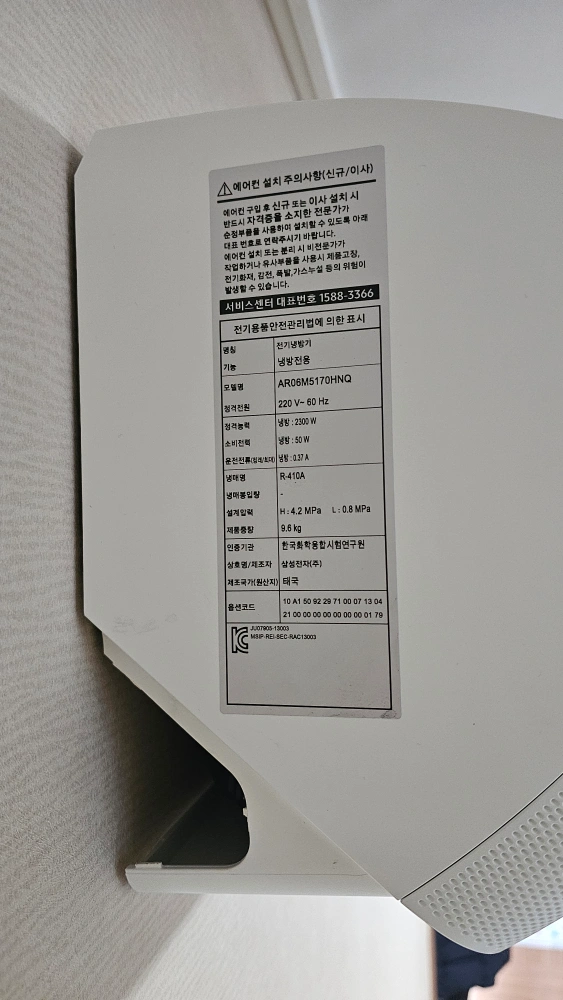 에어컨 설치 주의사항(신규/이사)
에어컨 구입 후 신규 또는 이사 설치 시
반드시 자격증을 소지한 전문가가
순정부품을 사용하여 설치할 수 있도록 아래
대표 번호로 연락주시기 바랍니다.
에어컨 설치 또는 분리 시 비전문가가
작업하거나 유사부품을 사용시 제품고장,
전기화재, 감전, 폭발,가스누설 등의 위험이
발생할 수 있습니다.
서비스센터 대표번호 1588-3366
전기용품안전관리법에 의한 표시
명칭 전기냉방기
기능 냉방전용
모델명 AR06M5170HNQ
정격전원 220 V~ 60 Hz
정격능력 냉방 : 2300 W
소비전력 냉방 : 50 W
운전전류(정격/최대) 냉방 : 0.37 A
냉매명 R-410A
냉매봉입량 -
설계압력 H : 4.2 MPa L : 0.8 MPa
제품중량 9.6 kg
인증기관 한국화학융합시험연구원
상호명/제조자 삼성전자(주)
제조국가(원산지) 태국
옵션코드 10 A1 50 92 29 71 00 07 13 04
21 00 00 00 00 00 00 00 01 79
JU07905-13003
MSIP-REI-SEC-RAC13003